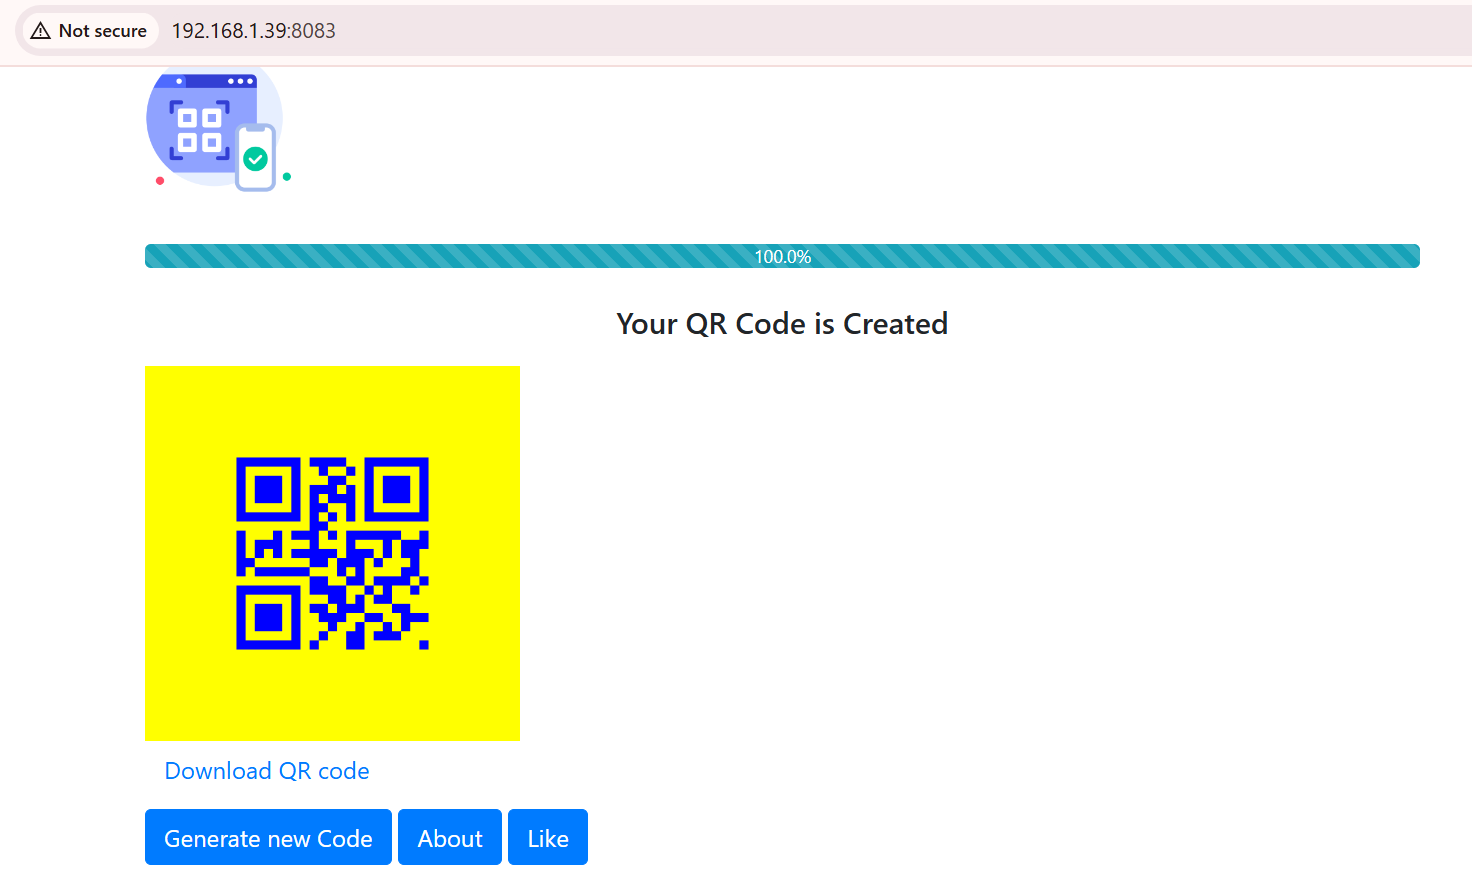 Not secure 192.168.1.39:8083
100.0%
Your QR Code is Created
Download QR code
Generate new Code About Like